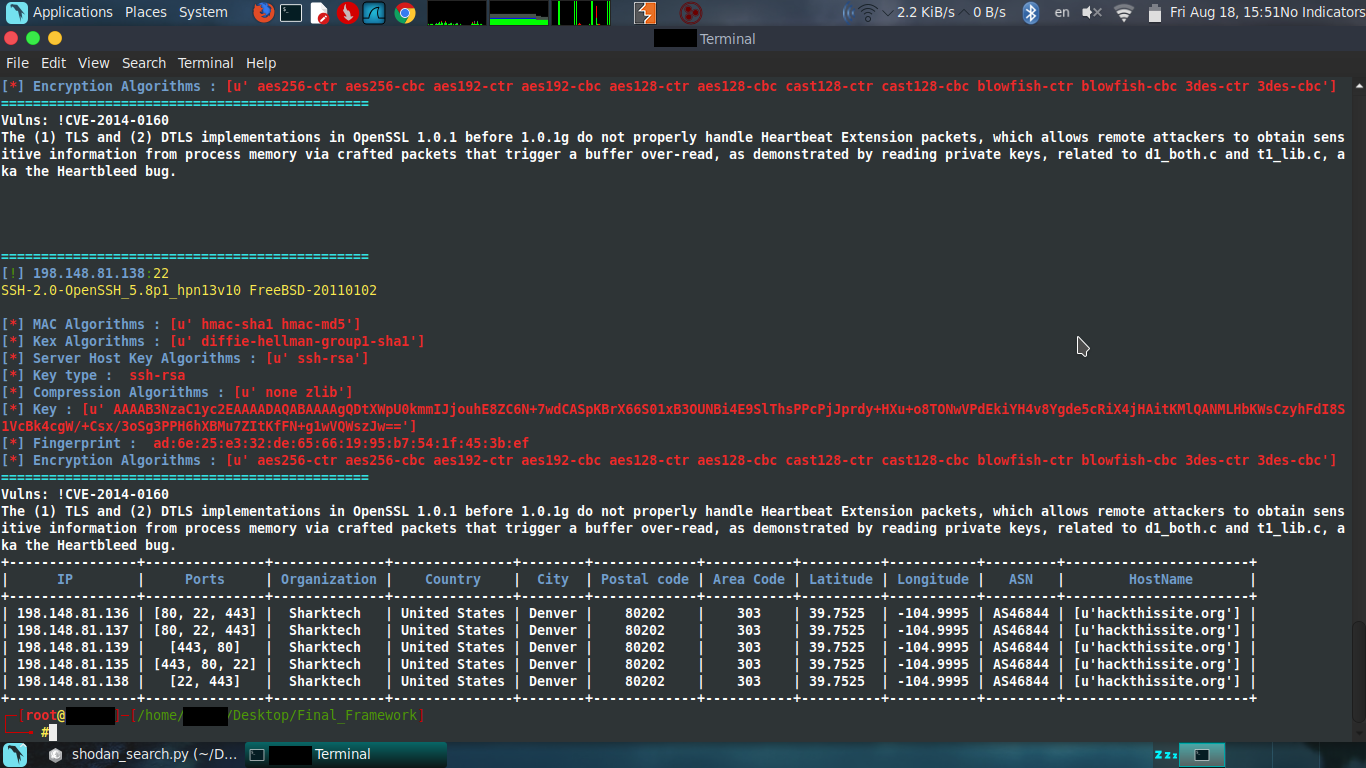 Applications Places System 2.2 KiB/s 0 B/s en Fri Aug 18, 15:51No Indicators
Terminal
File Edit View Search Terminal Help
[*] Encryption Algorithms : [u' aes256-ctr aes256-cbc aes192-ctr aes192-cbc aes128-ctr aes128-cbc cast128-ctr cast128-cbc blowfish-ctr blowfish-cbc 3des-ctr 3des-cbc']
==============================================
Vulns: !CVE-2014-0160
The (1) TLS and (2) DTLS implementations in OpenSSL 1.0.1 before 1.0.1g do not properly handle Heartbeat Extension packets, which allows remote attackers to obtain sens
itive information from process memory via crafted packets that trigger a buffer over-read, as demonstrated by reading private keys, related to d1_both.c and t1_lib.c, a
ka the Heartbleed bug.
==============================================
[!] 198.148.81.138:22
SSH-2.0-OpenSSH_5.8p1_hpn13v10 FreeBSD-20110102
[*] MAC Algorithms : [u' hmac-sha1 hmac-md5']
[*] Kex Algorithms : [u' diffie-hellman-group1-sha1']
[*] Server Host Key Algorithms : [u' ssh-rsa']
[*] Key type :  ssh-rsa
[*] Compression Algorithms : [u' none zlib']
[*] Key : [u' AAAAB3NzaC1yc2EAAAADAQABAAAAgQDtXWpU0kmmIJjouhE8ZC6N+7wdCASpKBrX66S01xB3OUNBi4E9SlThsPPcPjJprdy+HXu+o8TONwVPdEkiYH4v8Ygde5cRiX4jHAitKMlQANMLHbKWsCzyhFdI8S
1VcBk4cgW/+Csx/3oSg3PPH6hXBMu7ZItKfFN+g1wVQWszJw==']
[*] Fingerprint :  ad:6e:25:e3:32:de:65:66:19:95:b7:54:1f:45:3b:ef
[*] Encryption Algorithms : [u' aes256-ctr aes256-cbc aes192-ctr aes192-cbc aes128-ctr aes128-cbc cast128-ctr cast128-cbc blowfish-ctr blowfish-cbc 3des-ctr 3des-cbc']
==============================================
Vulns: !CVE-2014-0160
The (1) TLS and (2) DTLS implementations in OpenSSL 1.0.1 before 1.0.1g do not properly handle Heartbeat Extension packets, which allows remote attackers to obtain sens
itive information from process memory via crafted packets that trigger a buffer over-read, as demonstrated by reading private keys, related to d1_both.c and t1_lib.c, a
ka the Heartbleed bug.
| IP | Ports | Organization | Country | City | Postal code | Area Code | Latitude | Longitude | ASN | HostName |
| 198.148.81.136 | [80, 22, 443] | Sharktech | United States | Denver | 80202 | 303 | 39.7525 | -104.9995 | AS46844 | [u'hackthissite.org'] |
| 198.148.81.137 | [80, 22, 443] | Sharktech | United States | Denver | 80202 | 303 | 39.7525 | -104.9995 | AS46844 | [u'hackthissite.org'] |
| 198.148.81.139 | [443, 80] | Sharktech | United States | Denver | 80202 | 303 | 39.7525 | -104.9995 | AS46844 | [u'hackthissite.org'] |
| 198.148.81.135 | [443, 80, 22] | Sharktech | United States | Denver | 80202 | 303 | 39.7525 | -104.9995 | AS46844 | [u'hackthissite.org'] |
| 198.148.81.138 | [22, 443] | Sharktech | United States | Denver | 80202 | 303 | 39.7525 | -104.9995 | AS46844 | [u'hackthissite.org'] |
[root@ ]-[/home/ /Desktop/Final_Framework]
#
shodan_search.py (~/D... Terminal zzz